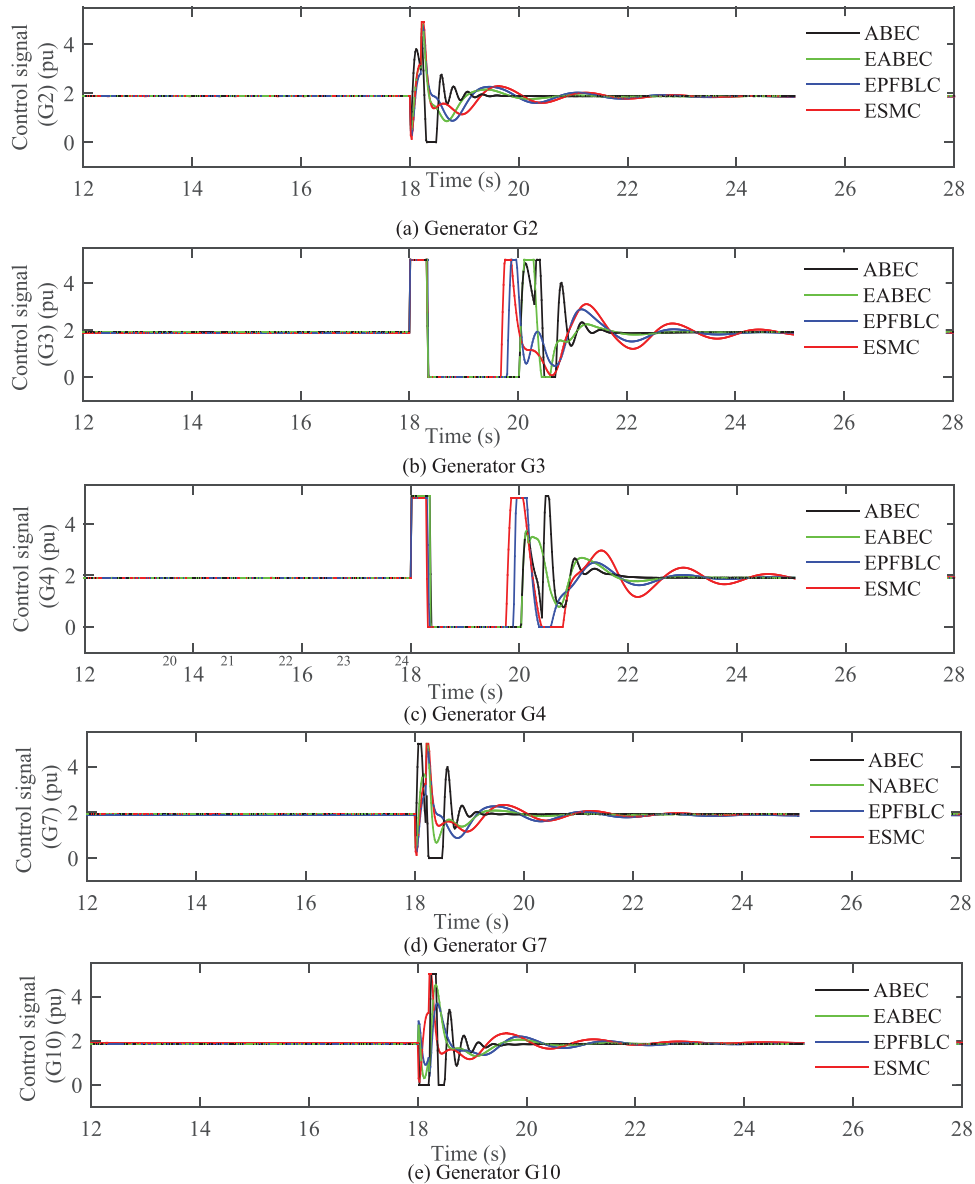 Control signal
(G2) (pu)
4
2
0
ABEC
EABEC
EPFBLC
ESMC
12 14 16 18 20 22 24 26 28
Time (s)
(a) Generator G2
Control signal
(G3) (pu)
4
2
0
ABEC
EABEC
EPFBLC
ESMC
12 14 16 18 20 22 24 26 28
Time (s)
(b) Generator G3
Control signal
(G4) (pu)
4
2
0
ABEC
EABEC
EPFBLC
ESMC
20 21 22 23 24
12 14 16 18 20 22 24 26 28
Time (s)
(c) Generator G4
Control signal
(G7) (pu)
4
2
0
ABEC
NABEC
EPFBLC
ESMC
12 14 16 18 20 22 24 26 28
Time (s)
(d) Generator G7
Control signal
(G10) (pu)
4
2
0
ABEC
EABEC
EPFBLC
ESMC
12 14 16 18 20 22 24 26 28
Time (s)
(e) Generator G10